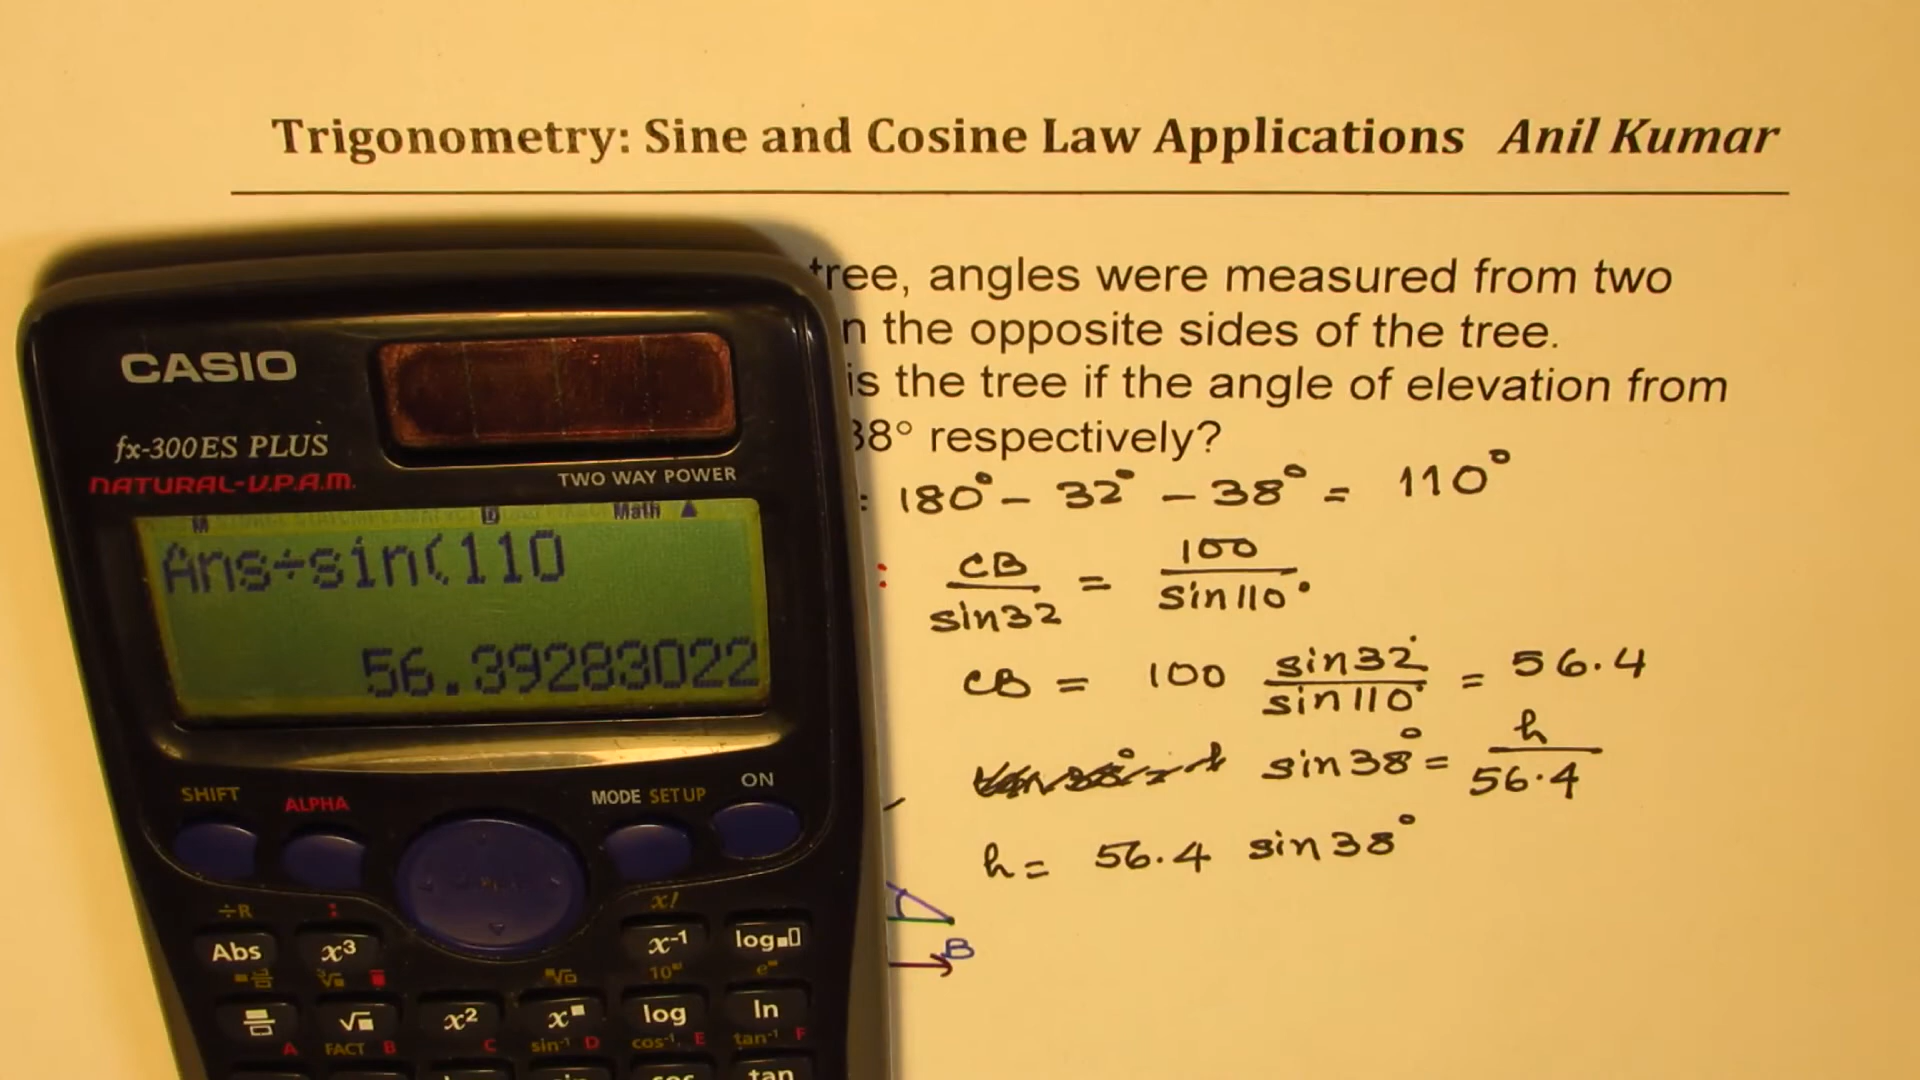 Trigonometry: Sine and Cosine Law Applications Anil Kumar
tree, angles were measured from two
n the opposite sides of the tree.
is the tree if the angle of elevation from
38° respectively?
= 180° - 32° - 38° = 110°
: CB/sin32 = 100/sin110°
CB = 100 sin32°/sin110° = 56.4
sin38° = h/56.4
h = 56.4 sin38°
B
CASIO
fx-300ES PLUS
NATURAL-V.P.A.M.
TWO WAY POWER
M D Math ▲
Ans÷sin(110
56.39283022
SHIFT ALPHA MODE SETUP ON
÷R : x!
Abs x³ x⁻¹ log▪▯
³√▪ ▪√▯ 10▪ e▪
√▪ x² x▪ log ln
A FACT B C sin⁻¹ D cos⁻¹ E tan⁻¹ F
sin cos tan